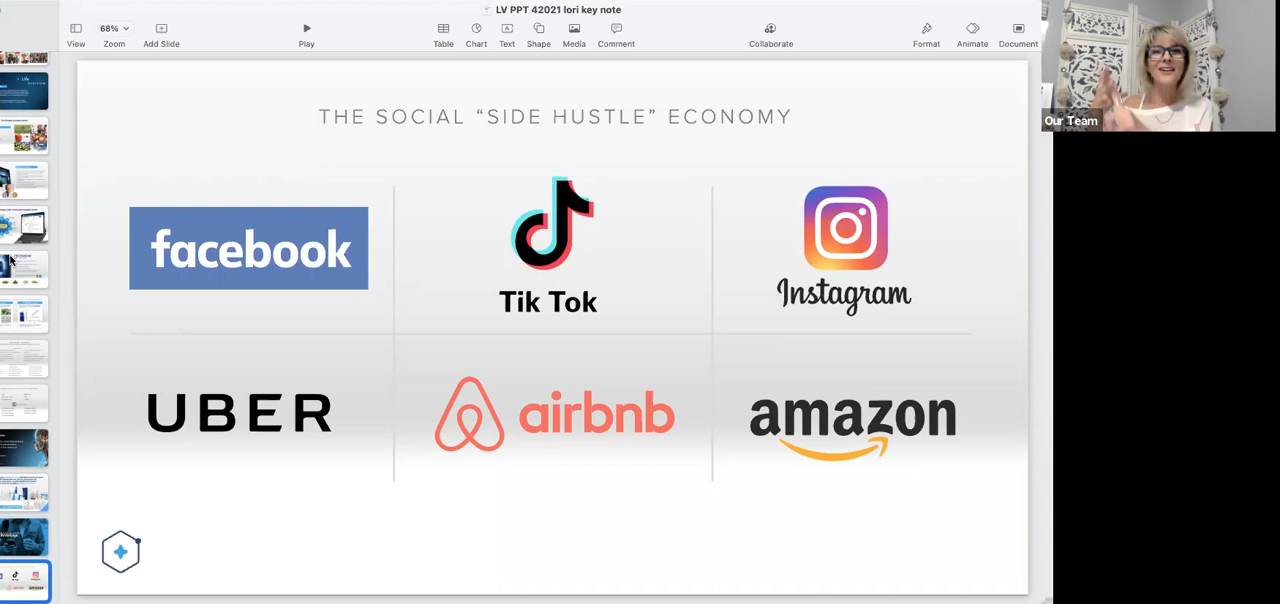 LV PPT 42021 lori key note
68%
View
Zoom
Add Slide
Play
Table
Chart
Text
Shape
Media
Comment
Collaborate
Format
Animate
Document
Our Team
THE SOCIAL “SIDE HUSTLE” ECONOMY
facebook
Tik Tok
Instagram
UBER
airbnb
amazon